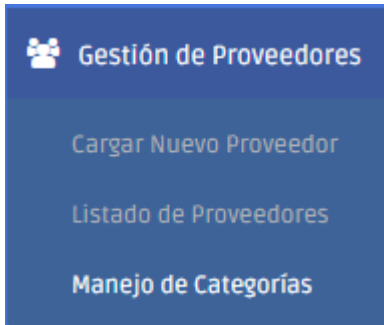 Gestión de Proveedores
Cargar Nuevo Proveedor
Listado de Proveedores
Manejo de Categorías